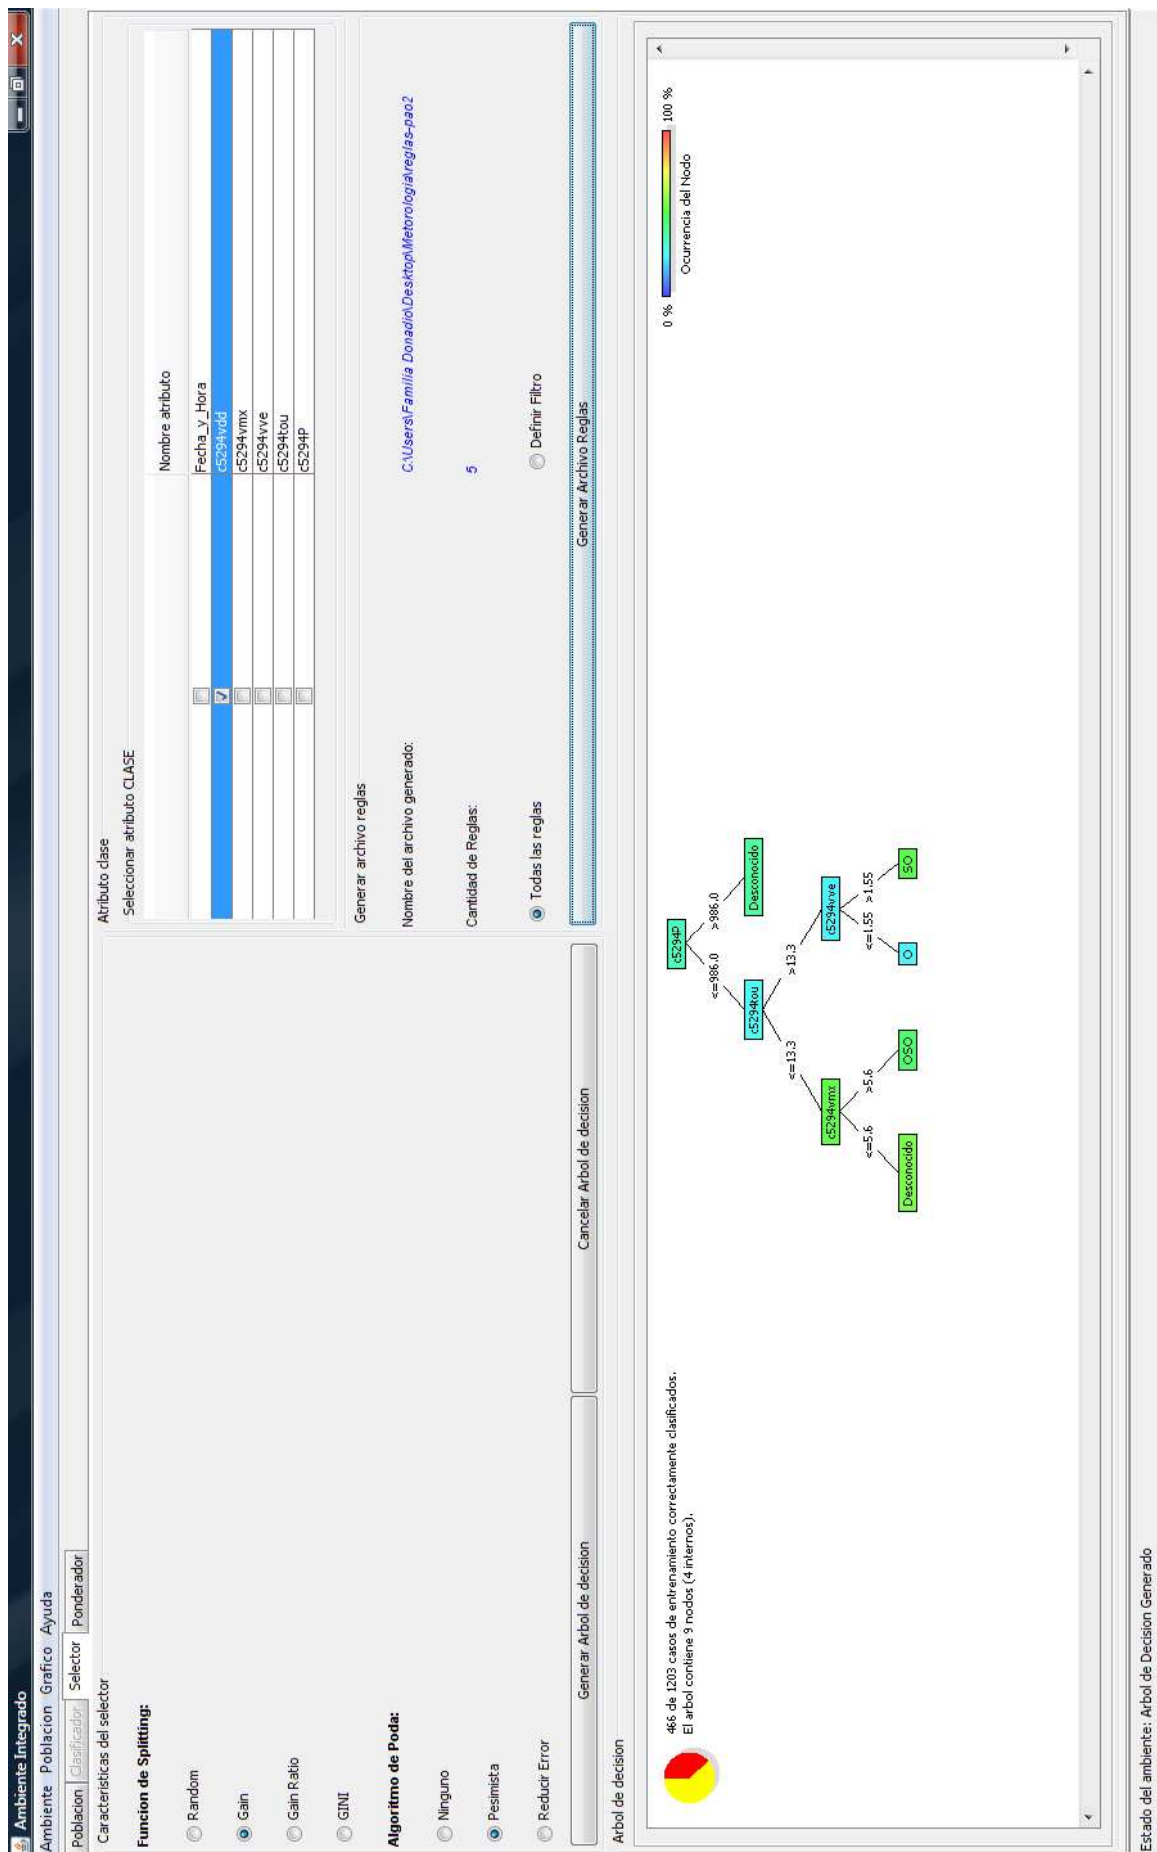 Ambiente Integrado
Ambiente Poblacion Grafico Ayuda
Poblacion Clasificador Selector Ponderador
Caracteristicas del selector
Funcion de Splitting:
Random
Gain
Gain Ratio
GINI
Algoritmo de Poda:
Ninguno
Pesimista
Reducir Error
Generar Arbol de decision
Cancelar Arbol de decision
Atributo clase
Seleccionar atributo CLASE
Nombre atributo
Fecha_y_Hora
c5294vdd
c5294vmx
c5294vve
c5294tou
c5294P
Generar archivo reglas
Nombre del archivo generado:
C:\Users\Familia Donadio\Desktop\Metorologia\reglas-pao2
Cantidad de Reglas:
5
Todas las reglas
Definir Filtro
Generar Archivo Reglas
Arbol de decision
466 de 1203 casos de entrenamiento correctamente clasificados.
El arbol contiene 9 nodos (4 internos).
0 %
100 %
Ocurrencia del Nodo
c5294P
<=986.0
>986.0
c5294tou
Desconocido
<=13.3
>13.3
c5294vmx
c5294vve
<=5.6
>5.6
<=1.55
>1.55
Desconocido
OSO
O
SO
Estado del ambiente: Arbol de Decision Generado